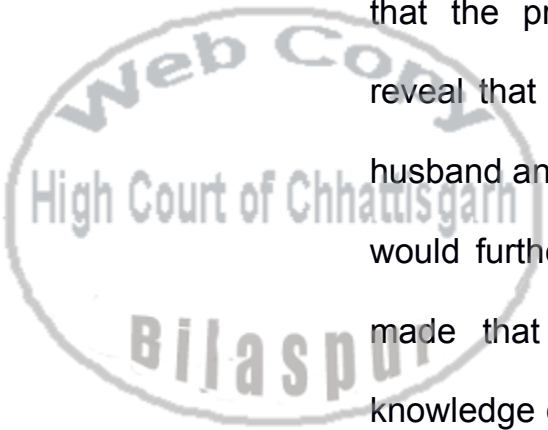 that the pr
Web Copy
reveal that
husband an
High Court of Chhattisgarh
would furthe
made that
Bilaspur
knowledge o